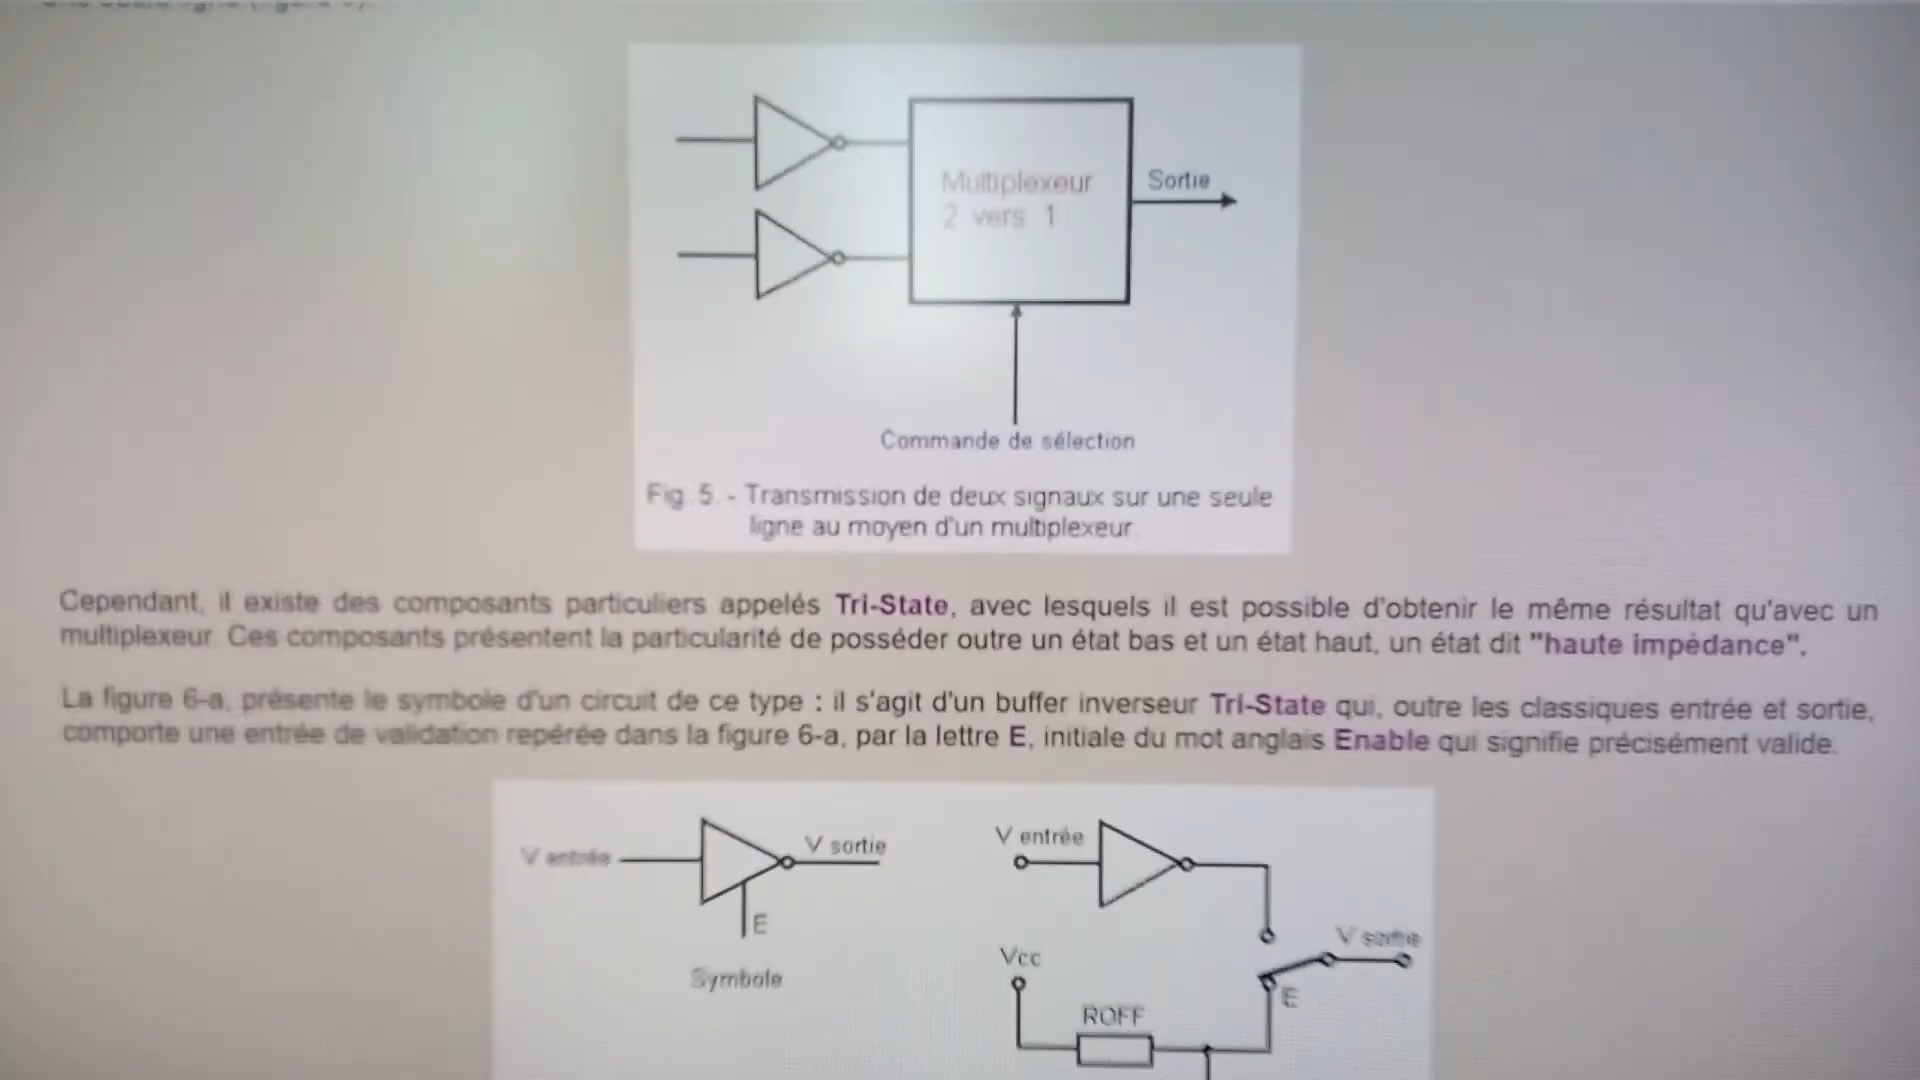 Multiplexeur
2 vers 1
Sortie
Commande de sélection
Fig. 5. - Transmission de deux signaux sur une seule
ligne au moyen d'un multiplexeur.
Cependant, il existe des composants particuliers appelés Tri-State, avec lesquels il est possible d'obtenir le même résultat qu'avec un
multiplexeur. Ces composants présentent la particularité de posséder outre un état bas et un état haut, un état dit "haute impédance".
La figure 6-a, présente le symbole d'un circuit de ce type : il s'agit d'un buffer inverseur Tri-State qui, outre les classiques entrée et sortie,
comporte une entrée de validation repérée dans la figure 6-a, par la lettre E, initiale du mot anglais Enable qui signifie précisément valide.
V entrée
V sortie
E
Symbole
V entrée
V sortie
Vcc
E
ROFF